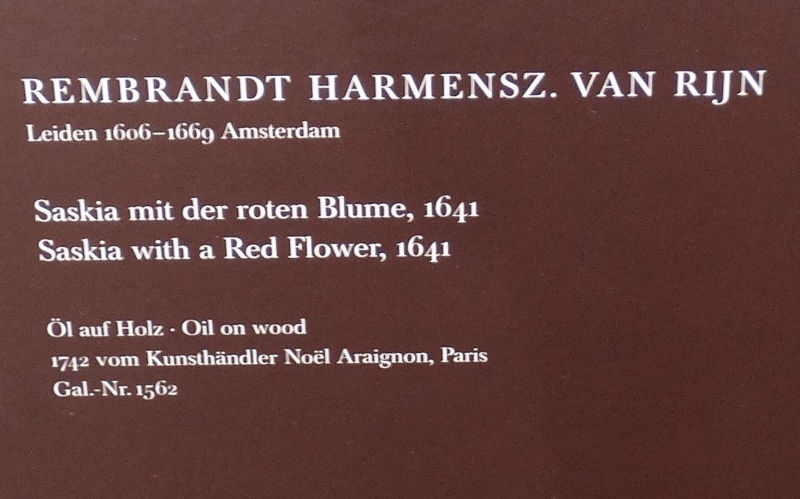 REMBRANDT HARMENSZ. VAN RIJN
Leiden 1606–1669 Amsterdam
Saskia mit der roten Blume, 1641
Saskia with a Red Flower, 1641
Öl auf Holz · Oil on wood
1742 vom Kunsthändler Noël Araignon, Paris
Gal.-Nr. 1562